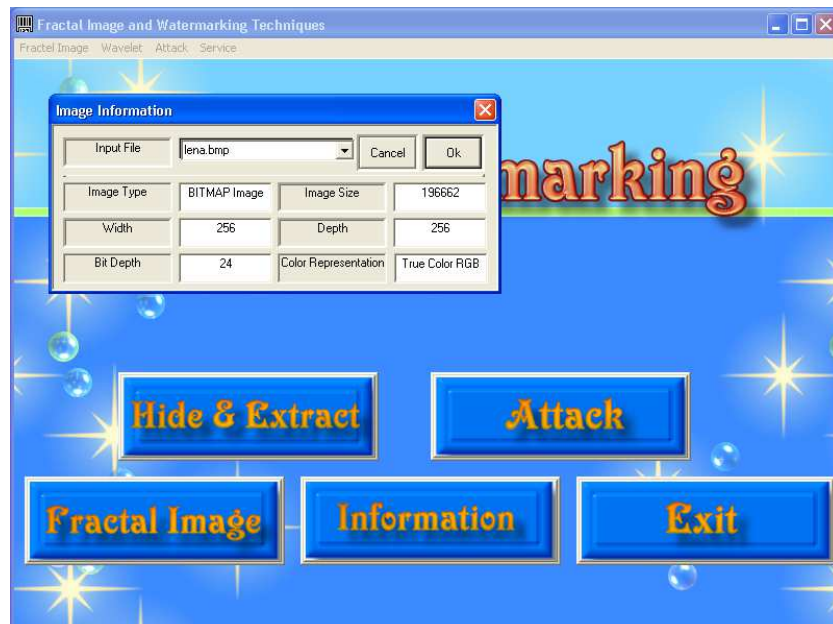 Fractal Image and Watermarking Techniques
Fractel Image Wavelet Attack Service
Image Information
Input File lena.bmp Cancel Ok
marking
Image Type BITMAP Image Image Size 196662
Width 256 Depth 256
Bit Depth 24 Color Representation True Color RGB
Hide & Extract Attack
Fractal Image Information Exit